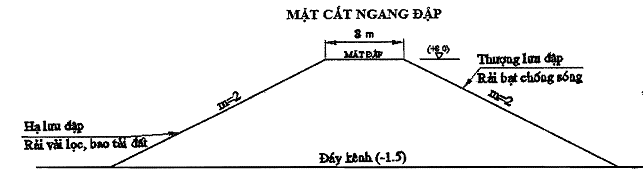 MẶT CẮT NGANG ĐẬP
8 m
MẶT ĐẬP
(+6.0)
Thượng lưu đập
Rải bạt chống sóng
m=2
m=2
Hạ lưu đập
Rải vải lọc, bao tải đất
Đáy kênh (-1.5)